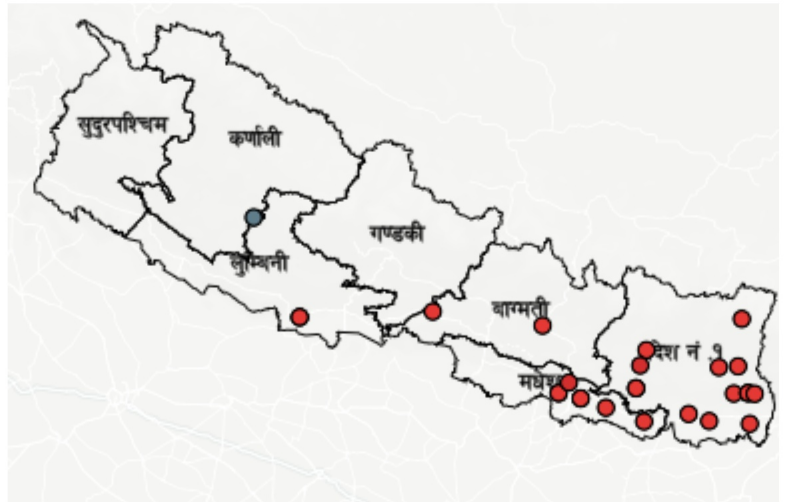 सुदुरपश्चिम
कर्णाली
गण्डकी
लुम्बिनी
बाग्मती
देश नं .१
मधेश